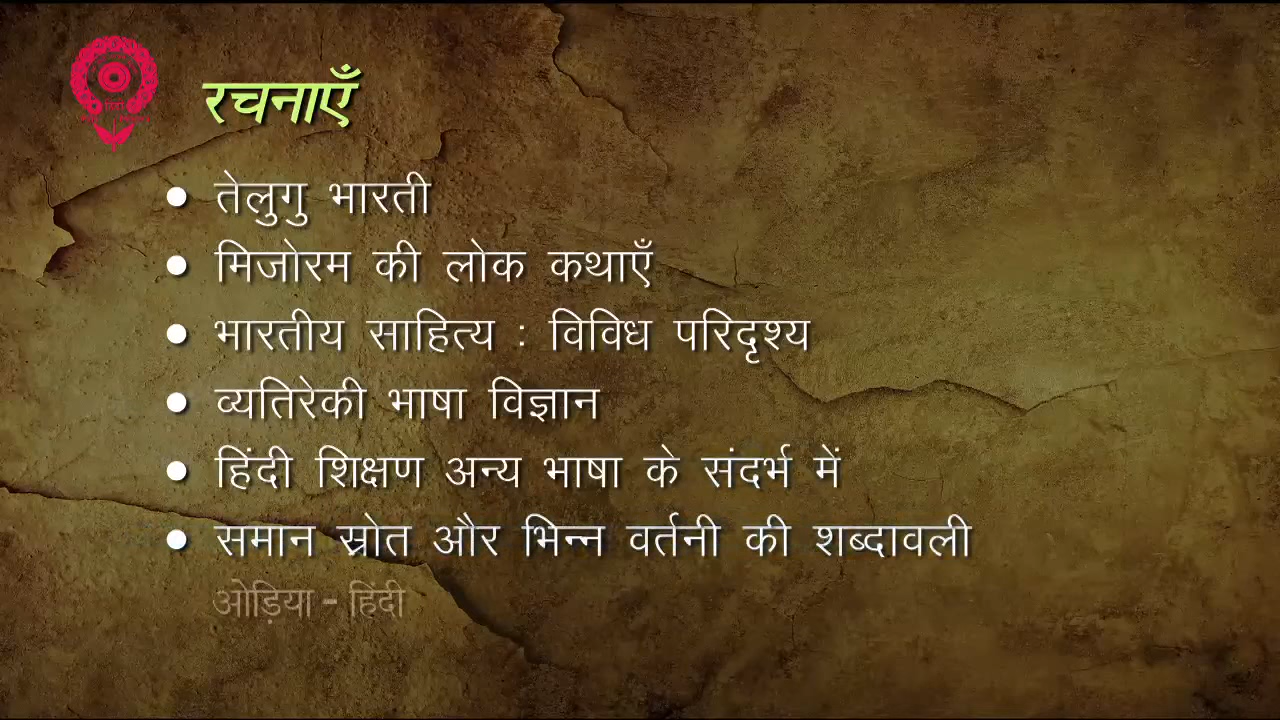 रचनाएँ
• तेलुगु भारती
• मिजोरम की लोक कथाएँ
• भारतीय साहित्य : विविध परिदृश्य
• व्यतिरेकी भाषा विज्ञान
• हिंदी शिक्षण अन्य भाषा के संदर्भ में
• समान स्रोत और भिन्न वर्तनी की शब्दावली
ओड़िया - हिंदी